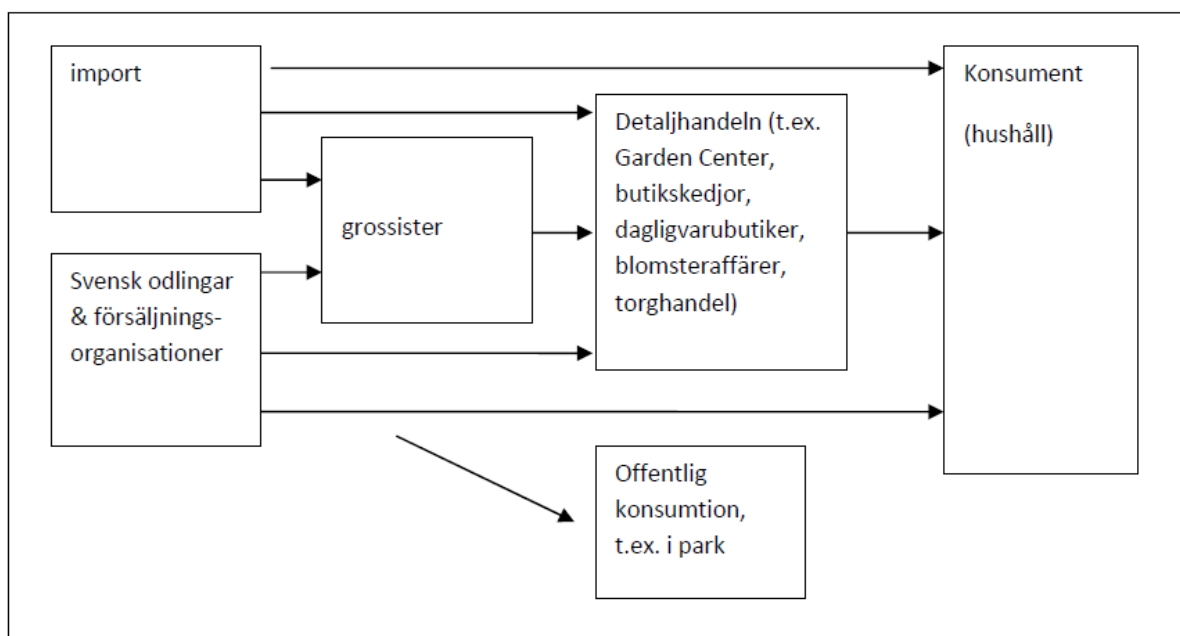 import
Konsument
(hushåll)
Detaljhandeln (t.ex.
Garden Center,
butikskedjor,
dagligvarubutiker,
blomsteraffärer,
torghandel)
grossister
Svensk odlingar
& försäljnings-
organisationer
Offentlig
konsumtion,
t.ex. i park